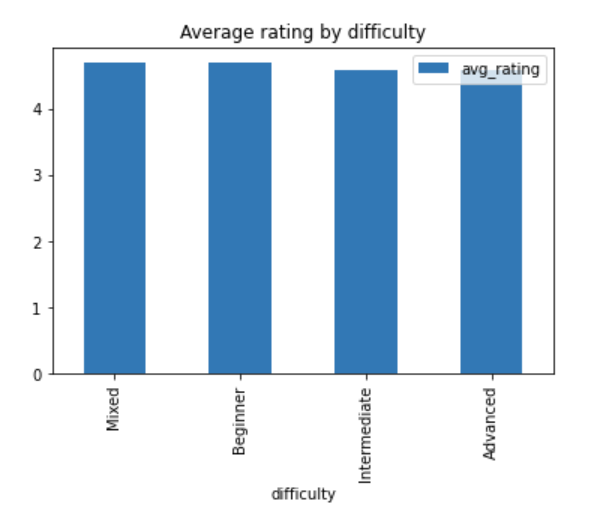 Average rating by difficulty
avg_rating
4
3
2
1
0
Mixed
Beginner
Intermediate
Advanced
difficulty